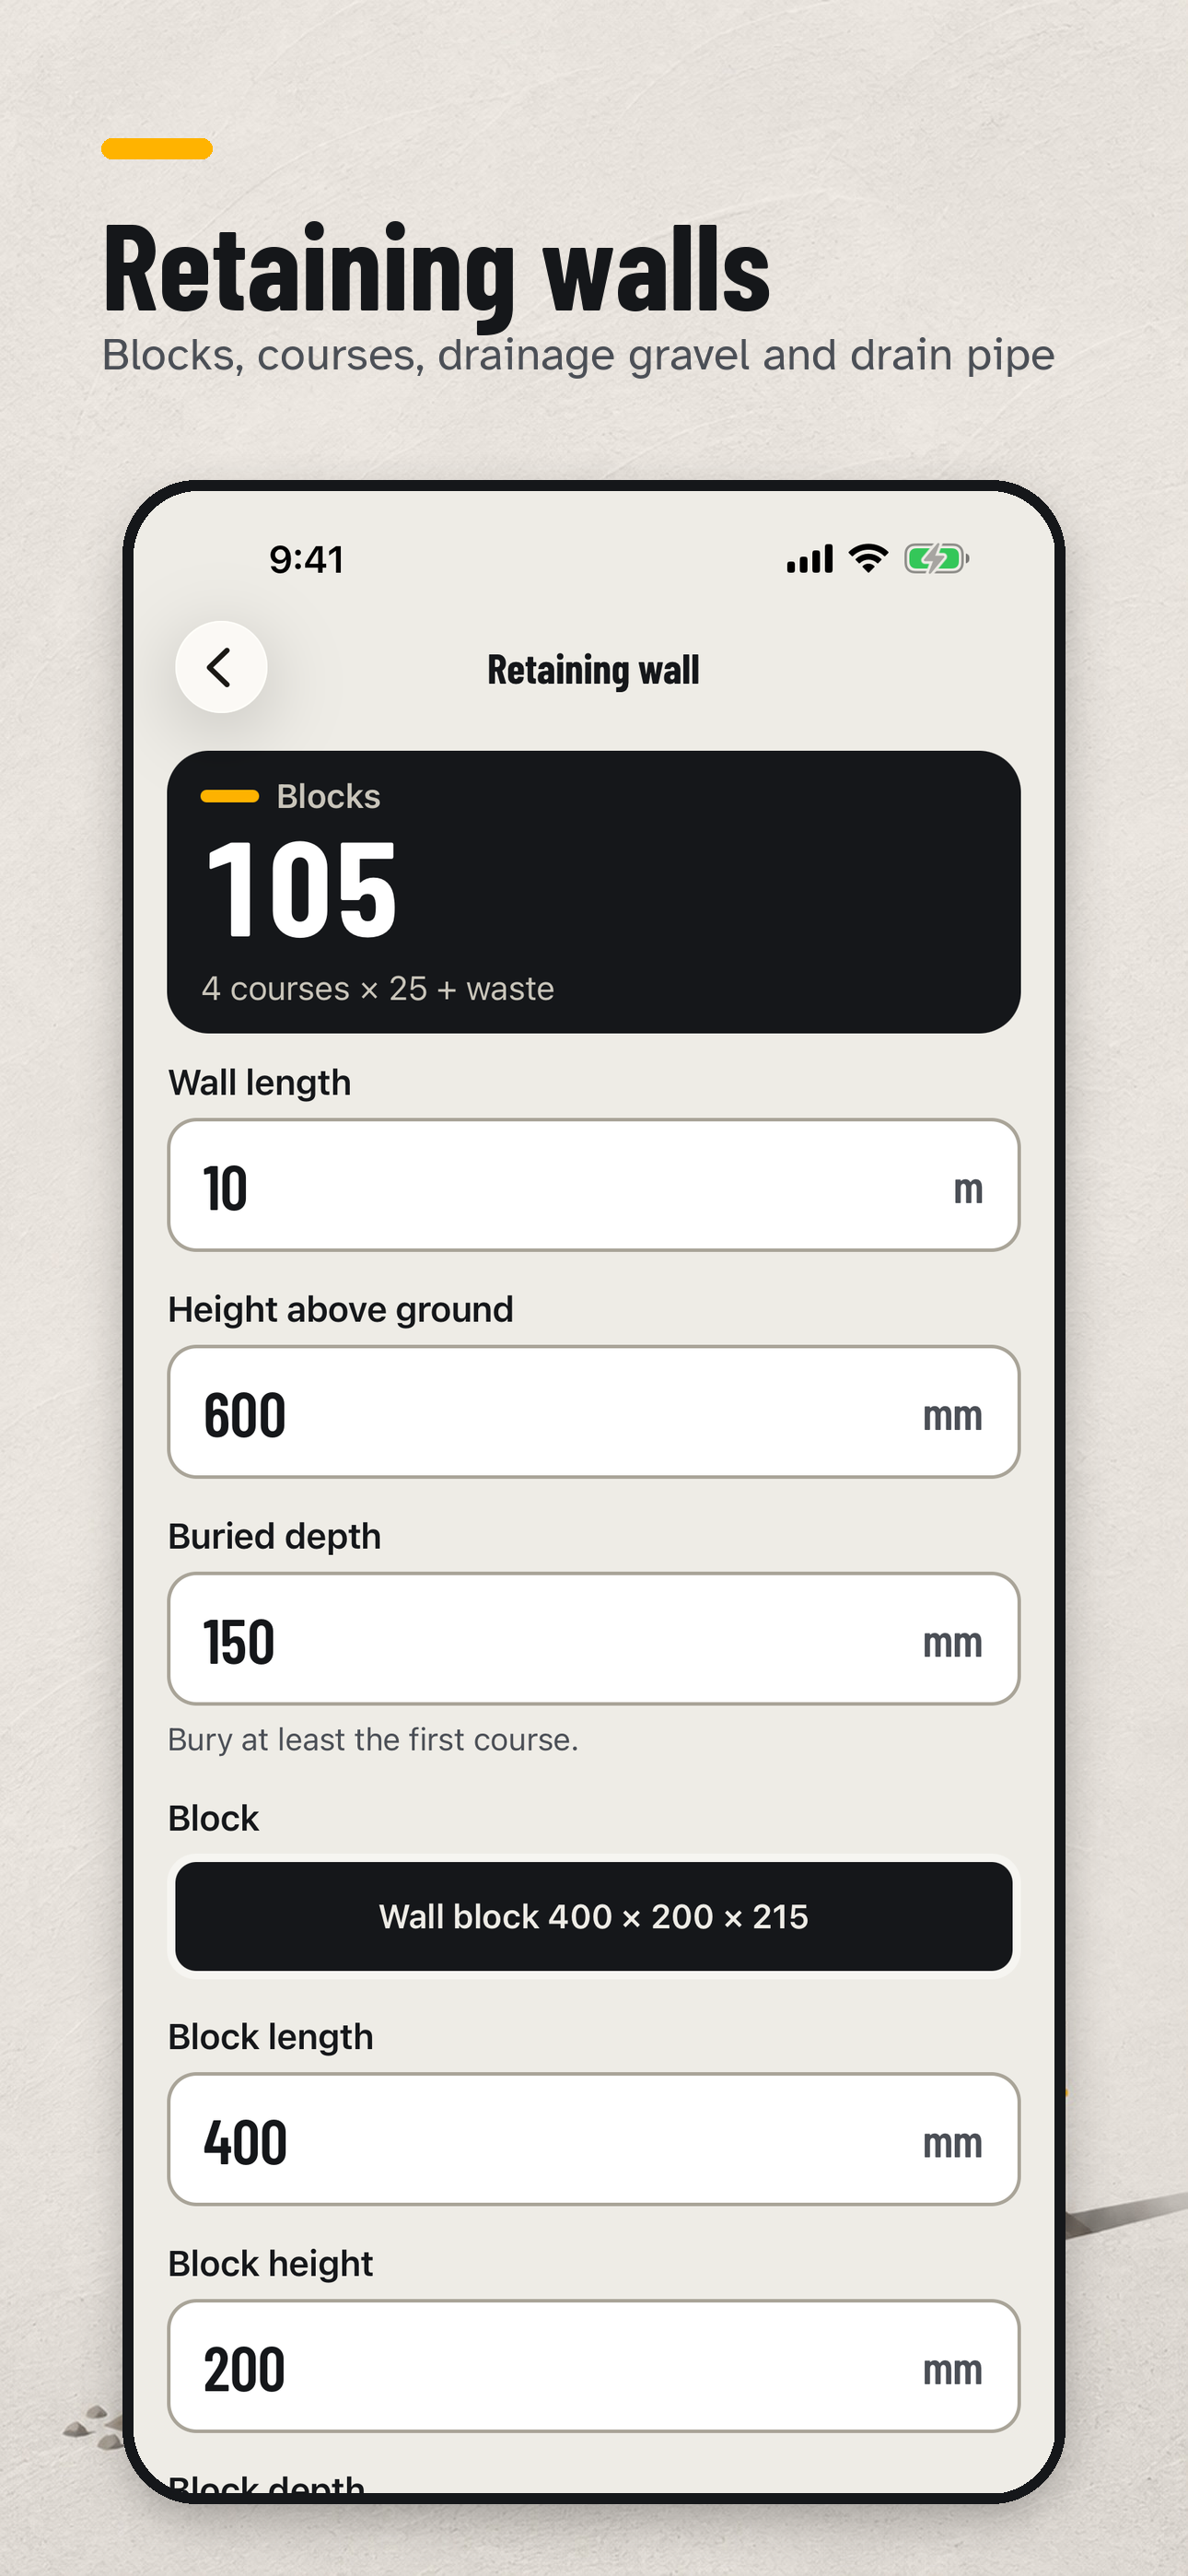 Retaining walls
Blocks, courses, drainage gravel and drain pipe
9:41
Retaining wall
Blocks
105
4 courses × 25 + waste
Wall length
10 m
Height above ground
600 mm
Buried depth
150 mm
Bury at least the first course.
Block
Wall block 400 × 200 × 215
Block length
400 mm
Block height
200 mm
Block depth